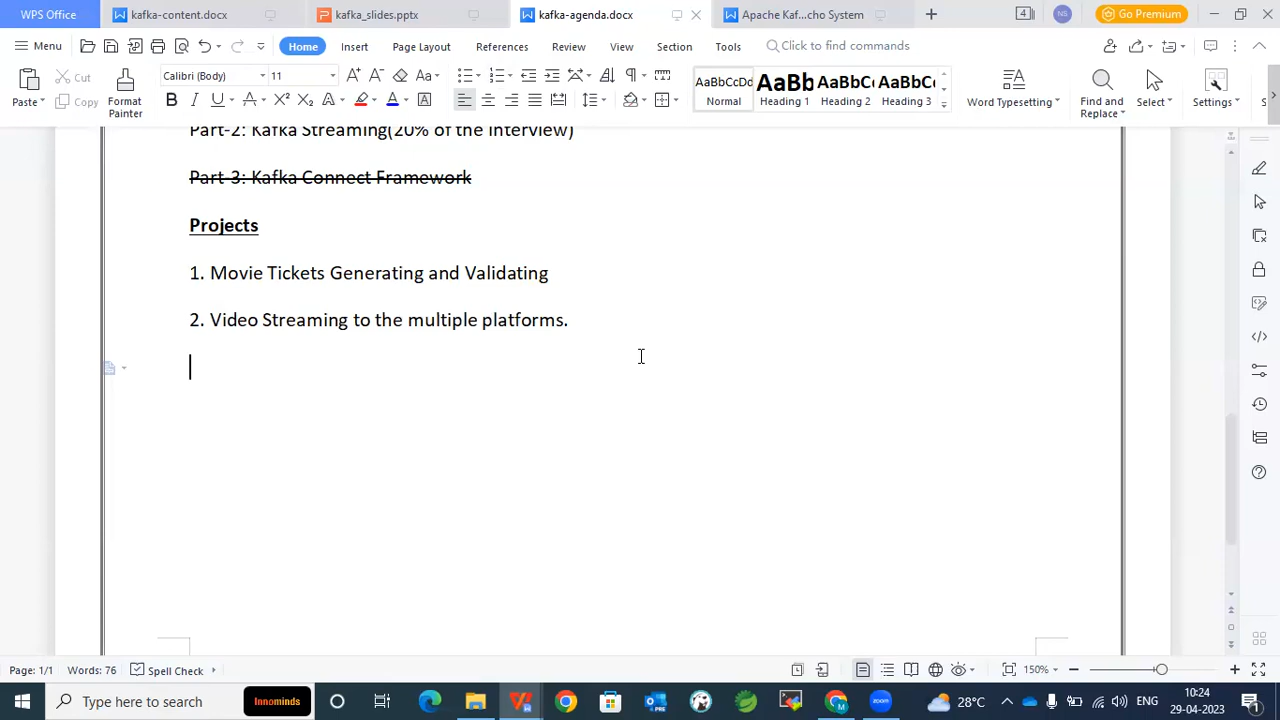 WPS Office
kafka-content.docx
kafka_slides.pptx
kafka-agenda.docx
Apache Kaf...cho System
4
NS
Go Premium
Menu
Home
Insert
Page Layout
References
Review
View
Section
Tools
Click to find commands
Paste
Cut
Copy
Format
Painter
Calibri (Body)
11
AaBbCcDd
Normal
AaBb
Heading 1
AaBbC
Heading 2
AaBbC
Heading 3
Word Typesetting
Find and
Replace
Select
Settings
Part-2: Kafka Streaming(20% of the interview)
Part-3: Kafka Connect Framework
Projects
1. Movie Tickets Generating and Validating
2. Video Streaming to the multiple platforms.
Page: 1/1
Words: 76
Spell Check
150%
Type here to search
Innominds
28°C
ENG
10:24
29-04-2023
1